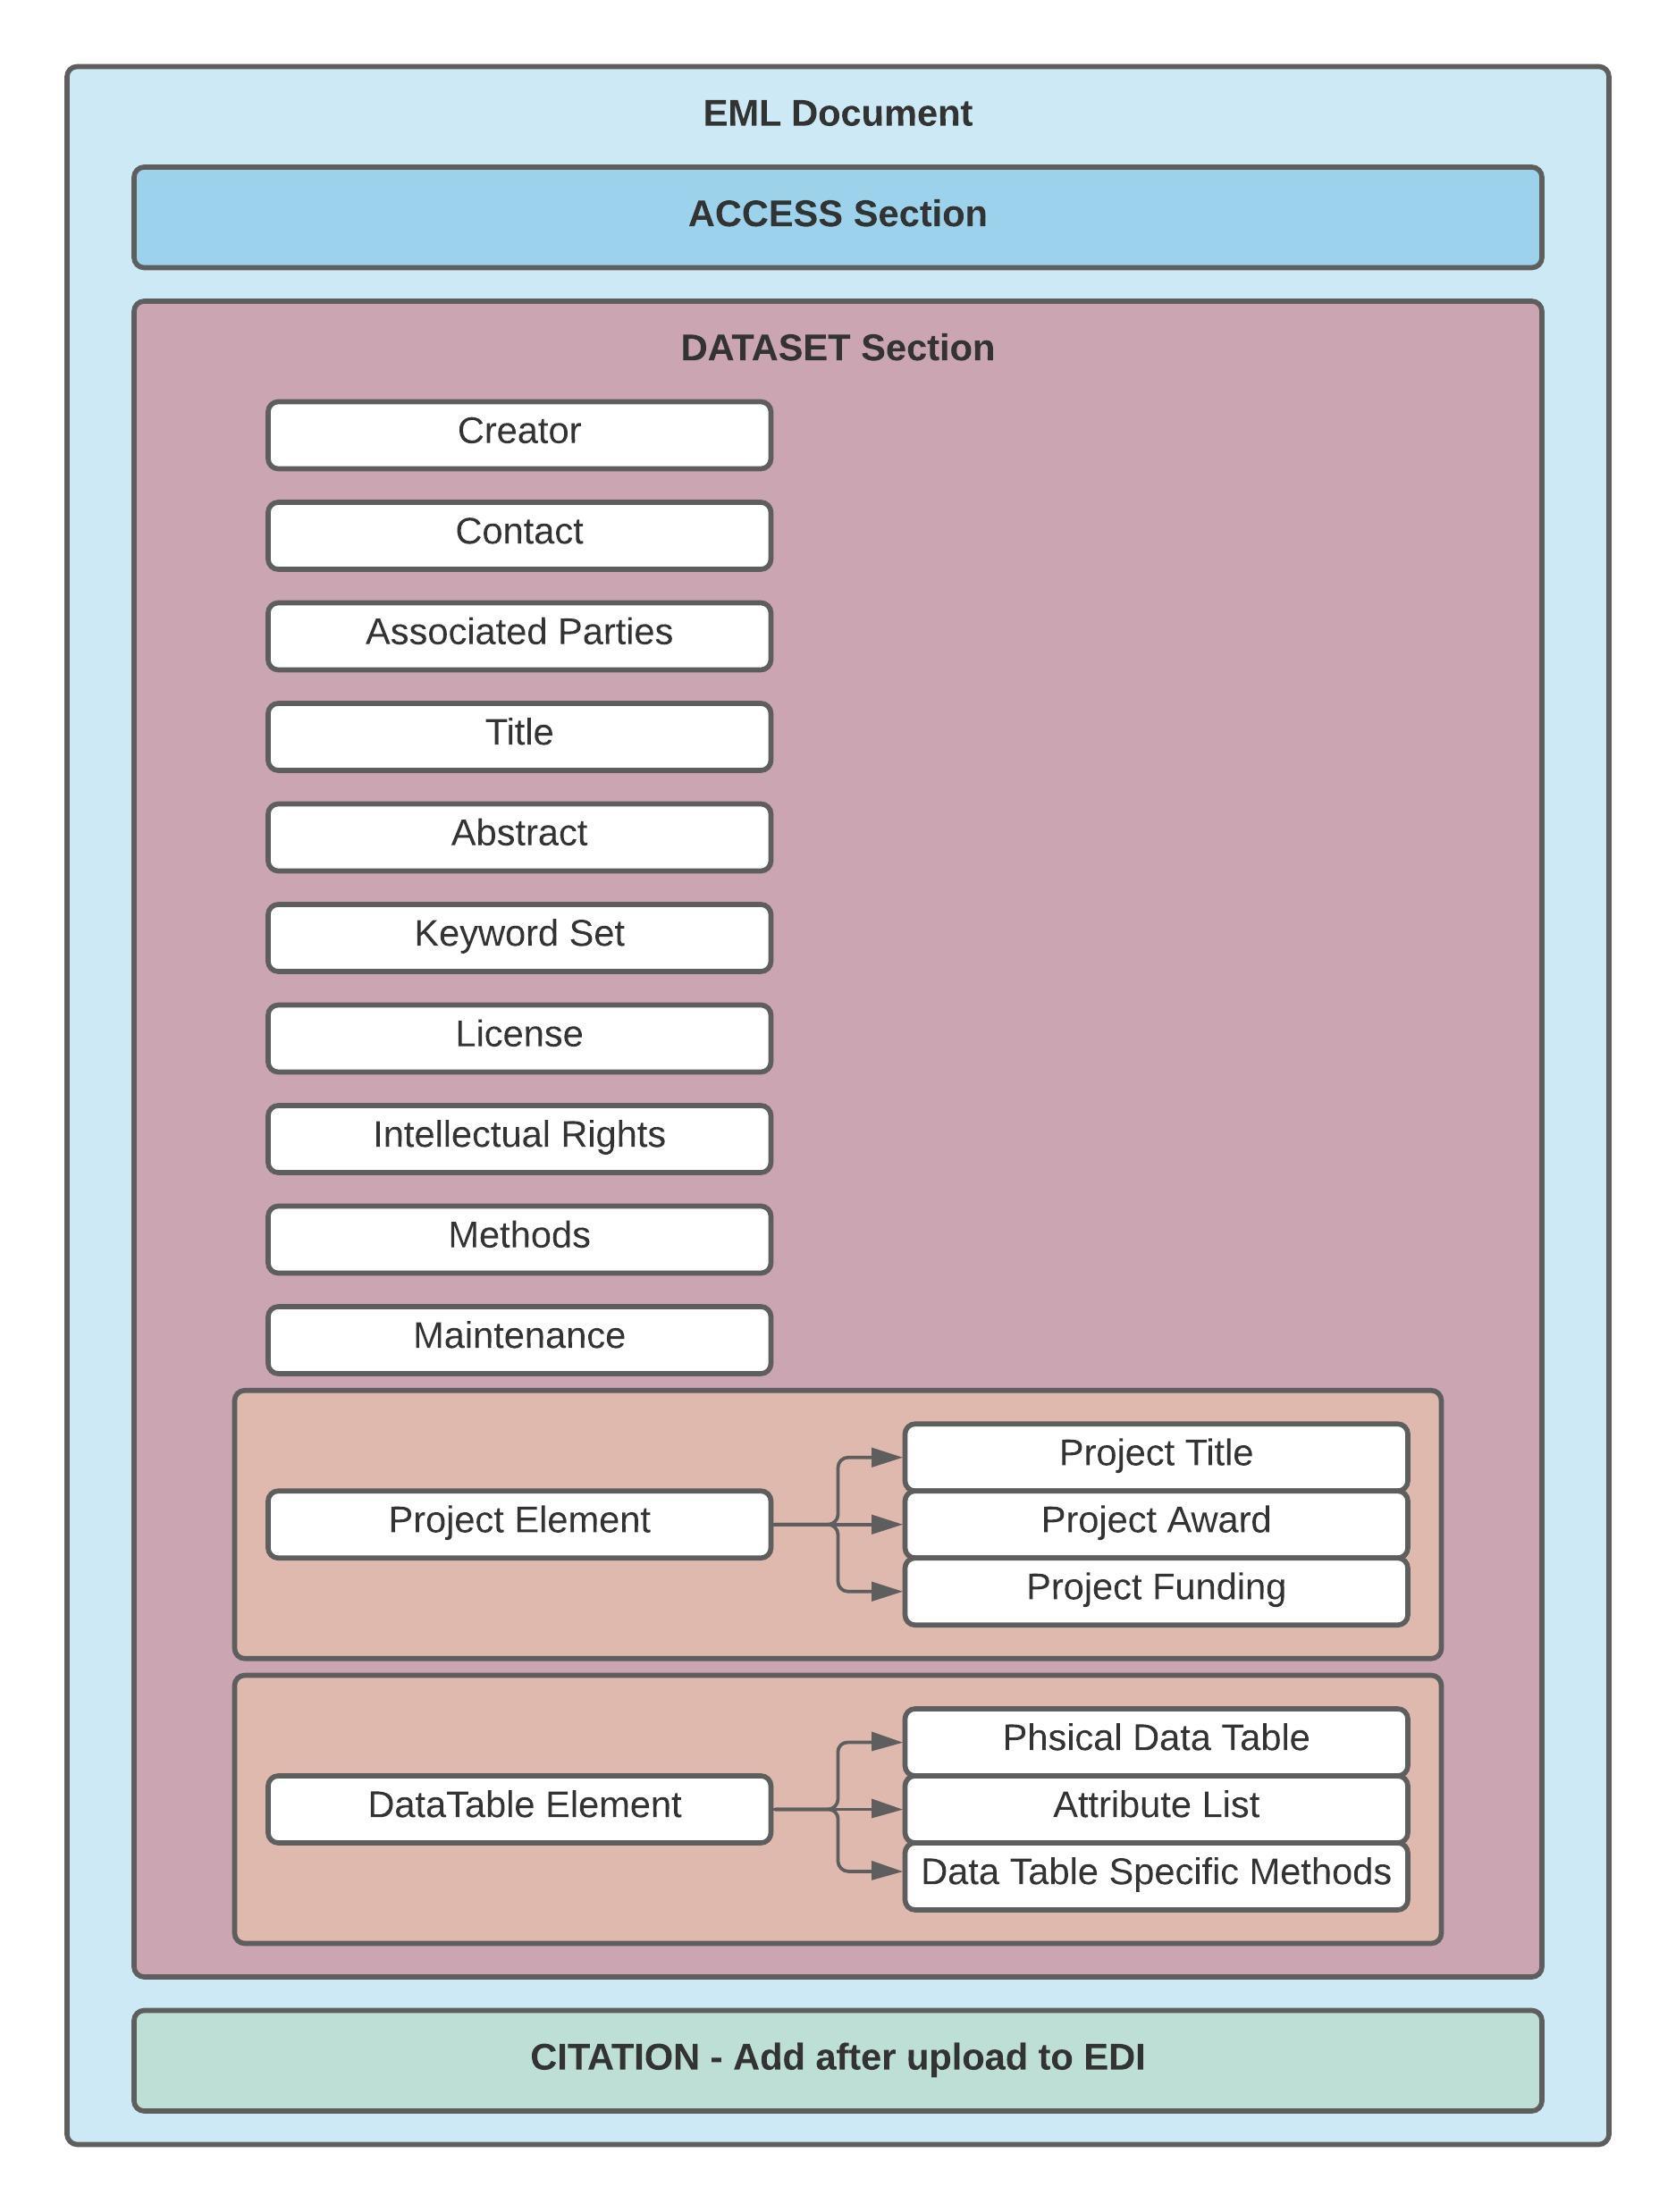 EML Document
ACCESS Section
DATASET Section
Creator
Contact
Associated Parties
Title
Abstract
Keyword Set
License
Intellectual Rights
Methods
Maintenance
Project Element
Project Title
Project Award
Project Funding
DataTable Element
Phsical Data Table
Attribute List
Data Table Specific Methods
CITATION - Add after upload to EDI